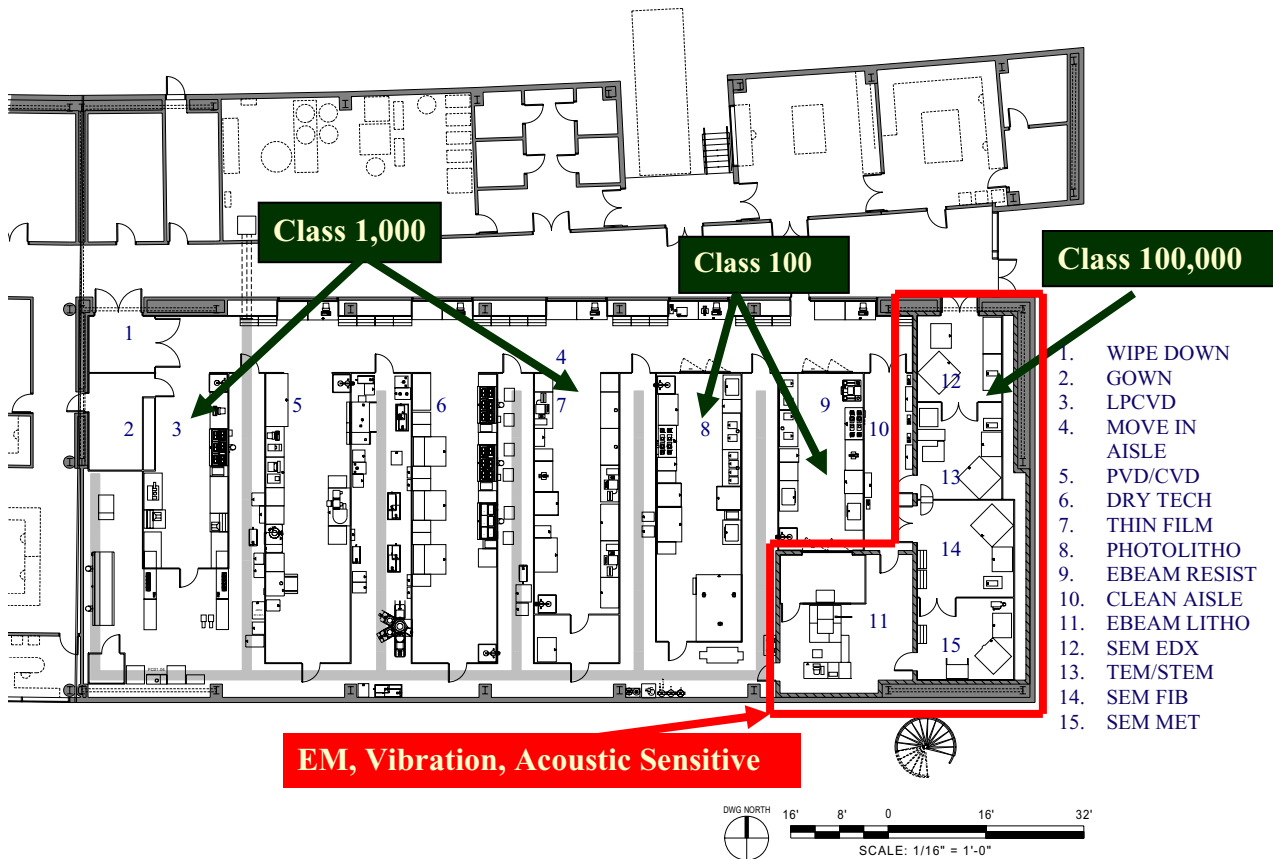 Class 1,000
Class 100
Class 100,000
1
2
3
4
5
6
7
8
9
10
11
12
13
14
15
1. WIPE DOWN
2. GOWN
3. LPCVD
4. MOVE IN
AISLE
5. PVD/CVD
6. DRY TECH
7. THIN FILM
8. PHOTOLITHO
9. EBEAM RESIST
10. CLEAN AISLE
11. EBEAM LITHO
12. SEM EDX
13. TEM/STEM
14. SEM FIB
15. SEM MET
EM, Vibration, Acoustic Sensitive
DWG NORTH
16' 8' 0 16' 32'
SCALE: 1/16" = 1'-0"